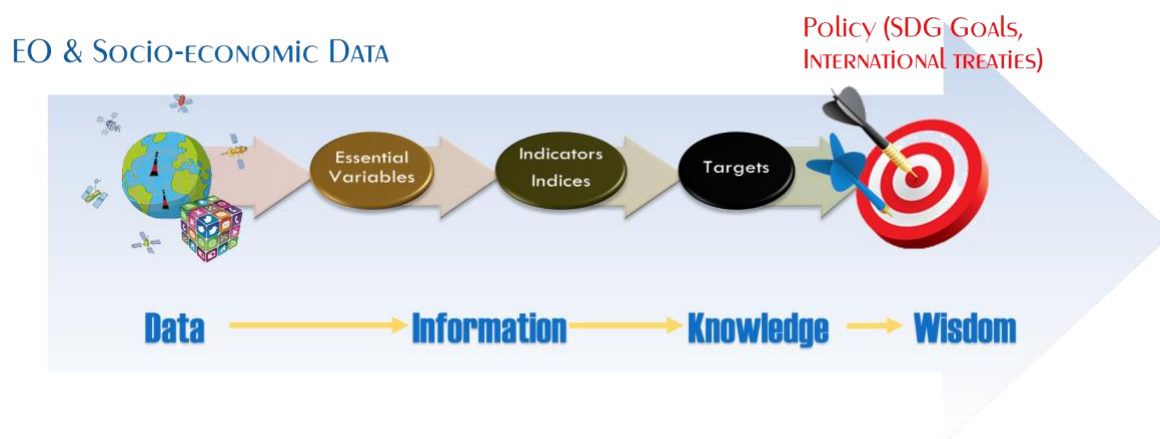 EO & Socio-economic Data
Policy (SDG Goals,
International treaties)
Essential
Variables
Indicators
Indices
Targets
Data
Information
Knowledge
Wisdom